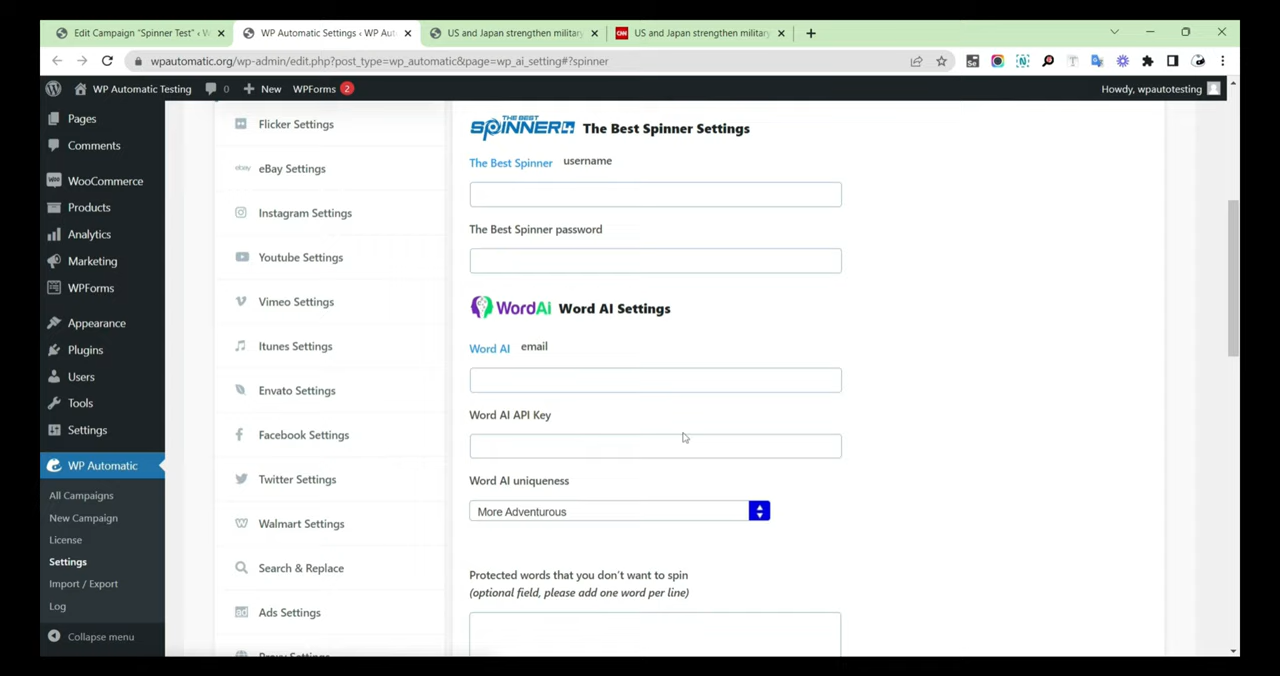 Edit Campaign "Spinner Test" ‹ W
WP Automatic Settings ‹ WP Aut
US and Japan strengthen military
CNN US and Japan strengthen military
wpautomatic.org/wp-admin/edit.php?post_type=wp_automatic&page=wp_ai_setting#?spinner
WP Automatic Testing
0
New
WPForms 2
Howdy, wpautotesting
Pages
Comments
WooCommerce
Products
Analytics
Marketing
WPForms
Appearance
Plugins
Users
Tools
Settings
WP Automatic
All Campaigns
New Campaign
License
Settings
Import / Export
Log
Collapse menu
Flicker Settings
ebay eBay Settings
Instagram Settings
Youtube Settings
Vimeo Settings
Itunes Settings
Envato Settings
Facebook Settings
Twitter Settings
Walmart Settings
Search & Replace
ad Ads Settings
Proxy Settings
THE BEST
SPINNER The Best Spinner Settings
The Best Spinner username
The Best Spinner password
WordAi Word AI Settings
Word AI email
Word AI API Key
Word AI uniqueness
More Adventurous
Protected words that you don't want to spin
(optional field, please add one word per line)